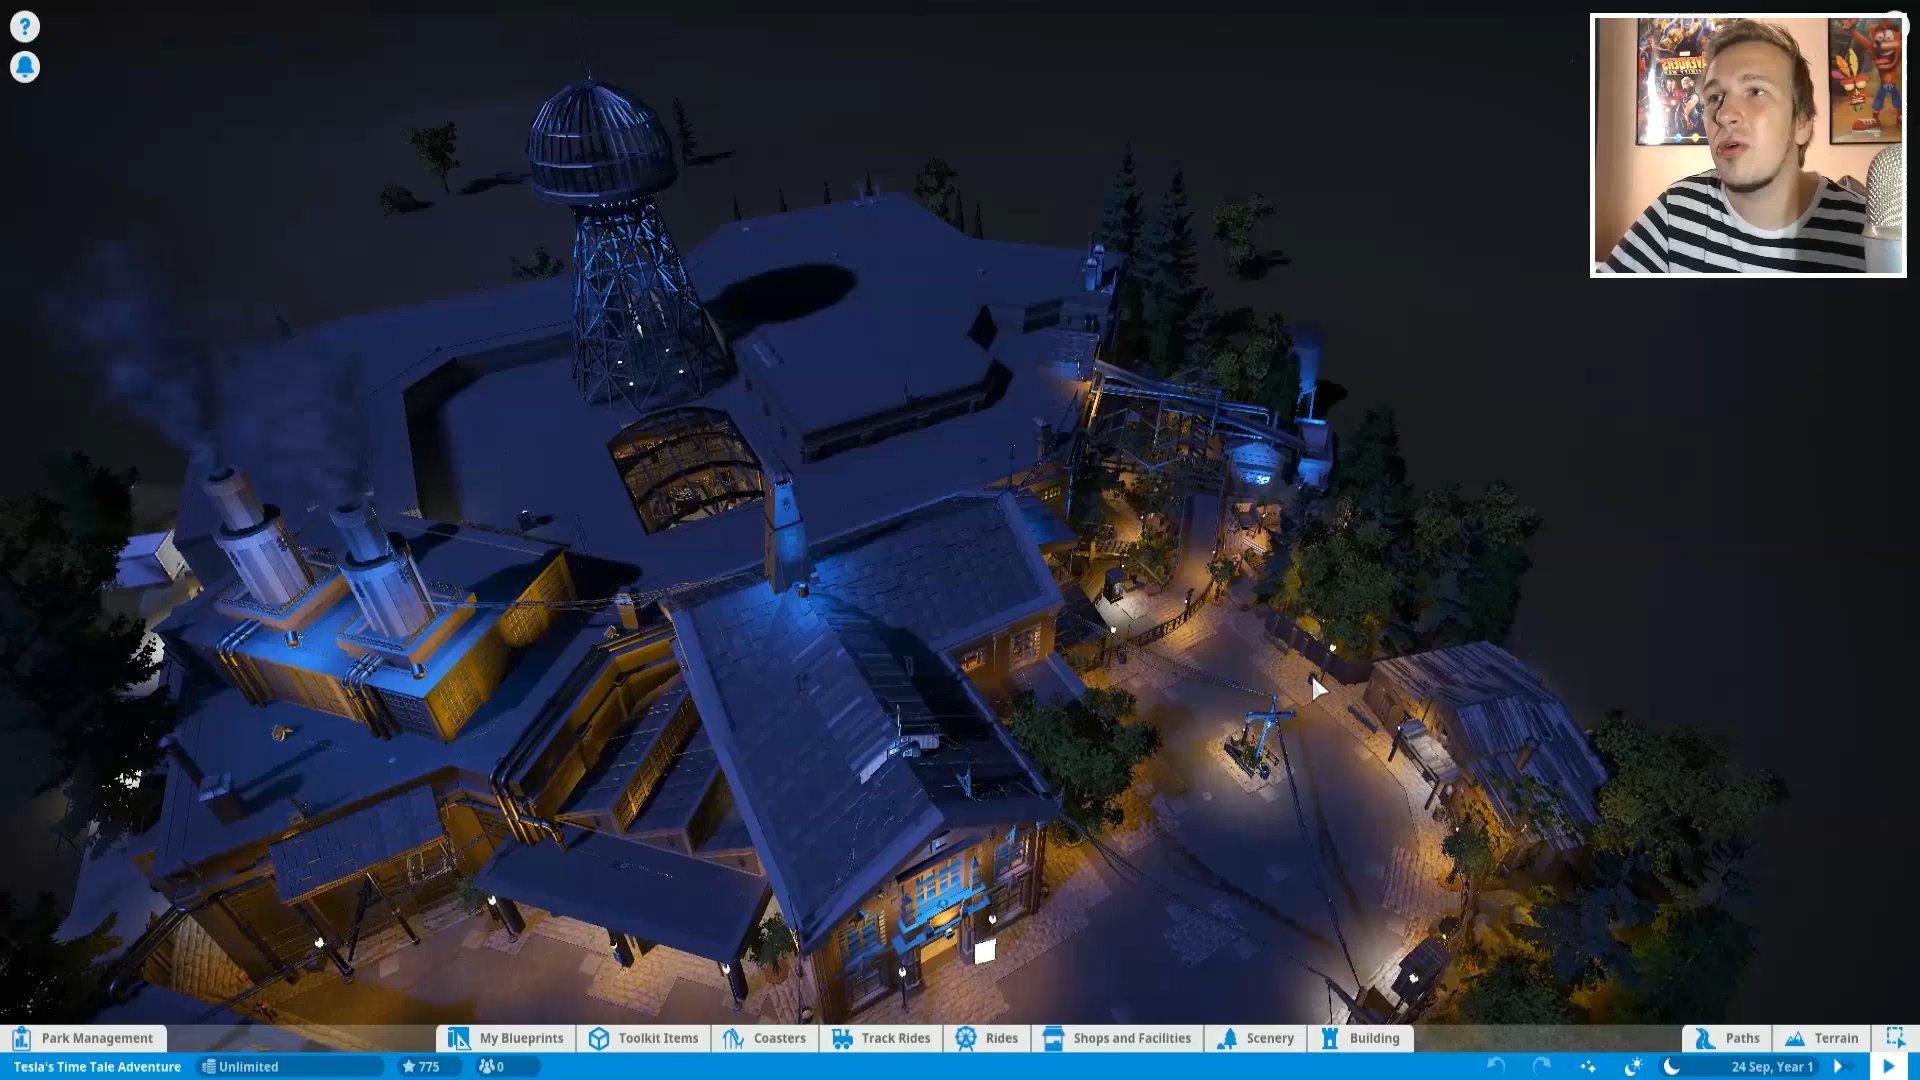 ?
Park Management
My Blueprints
Toolkit Items
Coasters
Track Rides
Rides
Shops and Facilities
Scenery
Building
Paths
Terrain
Tesla's Time Tale Adventure
Unlimited
775
0
24 Sep, Year 1